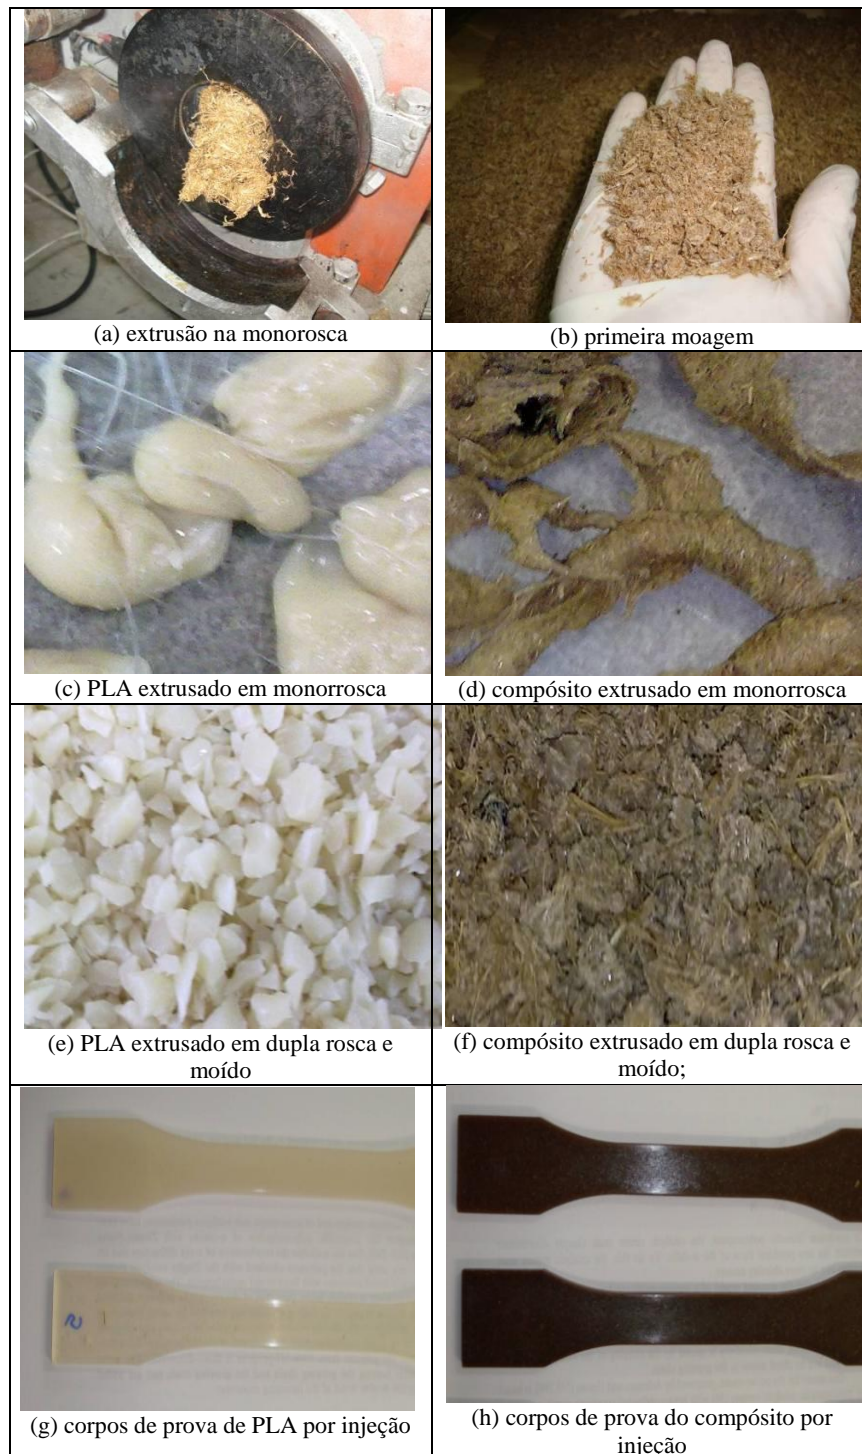 (a) extrusão na monorosca
(b) primeira moagem
(c) PLA extrusado em monorrosca
(d) compósito extrusado em monorrosca
(e) PLA extrusado em dupla rosca e
moído
(f) compósito extrusado em dupla rosca e
moído;
(g) corpos de prova de PLA por injeção
(h) corpos de prova do compósito por
injeção